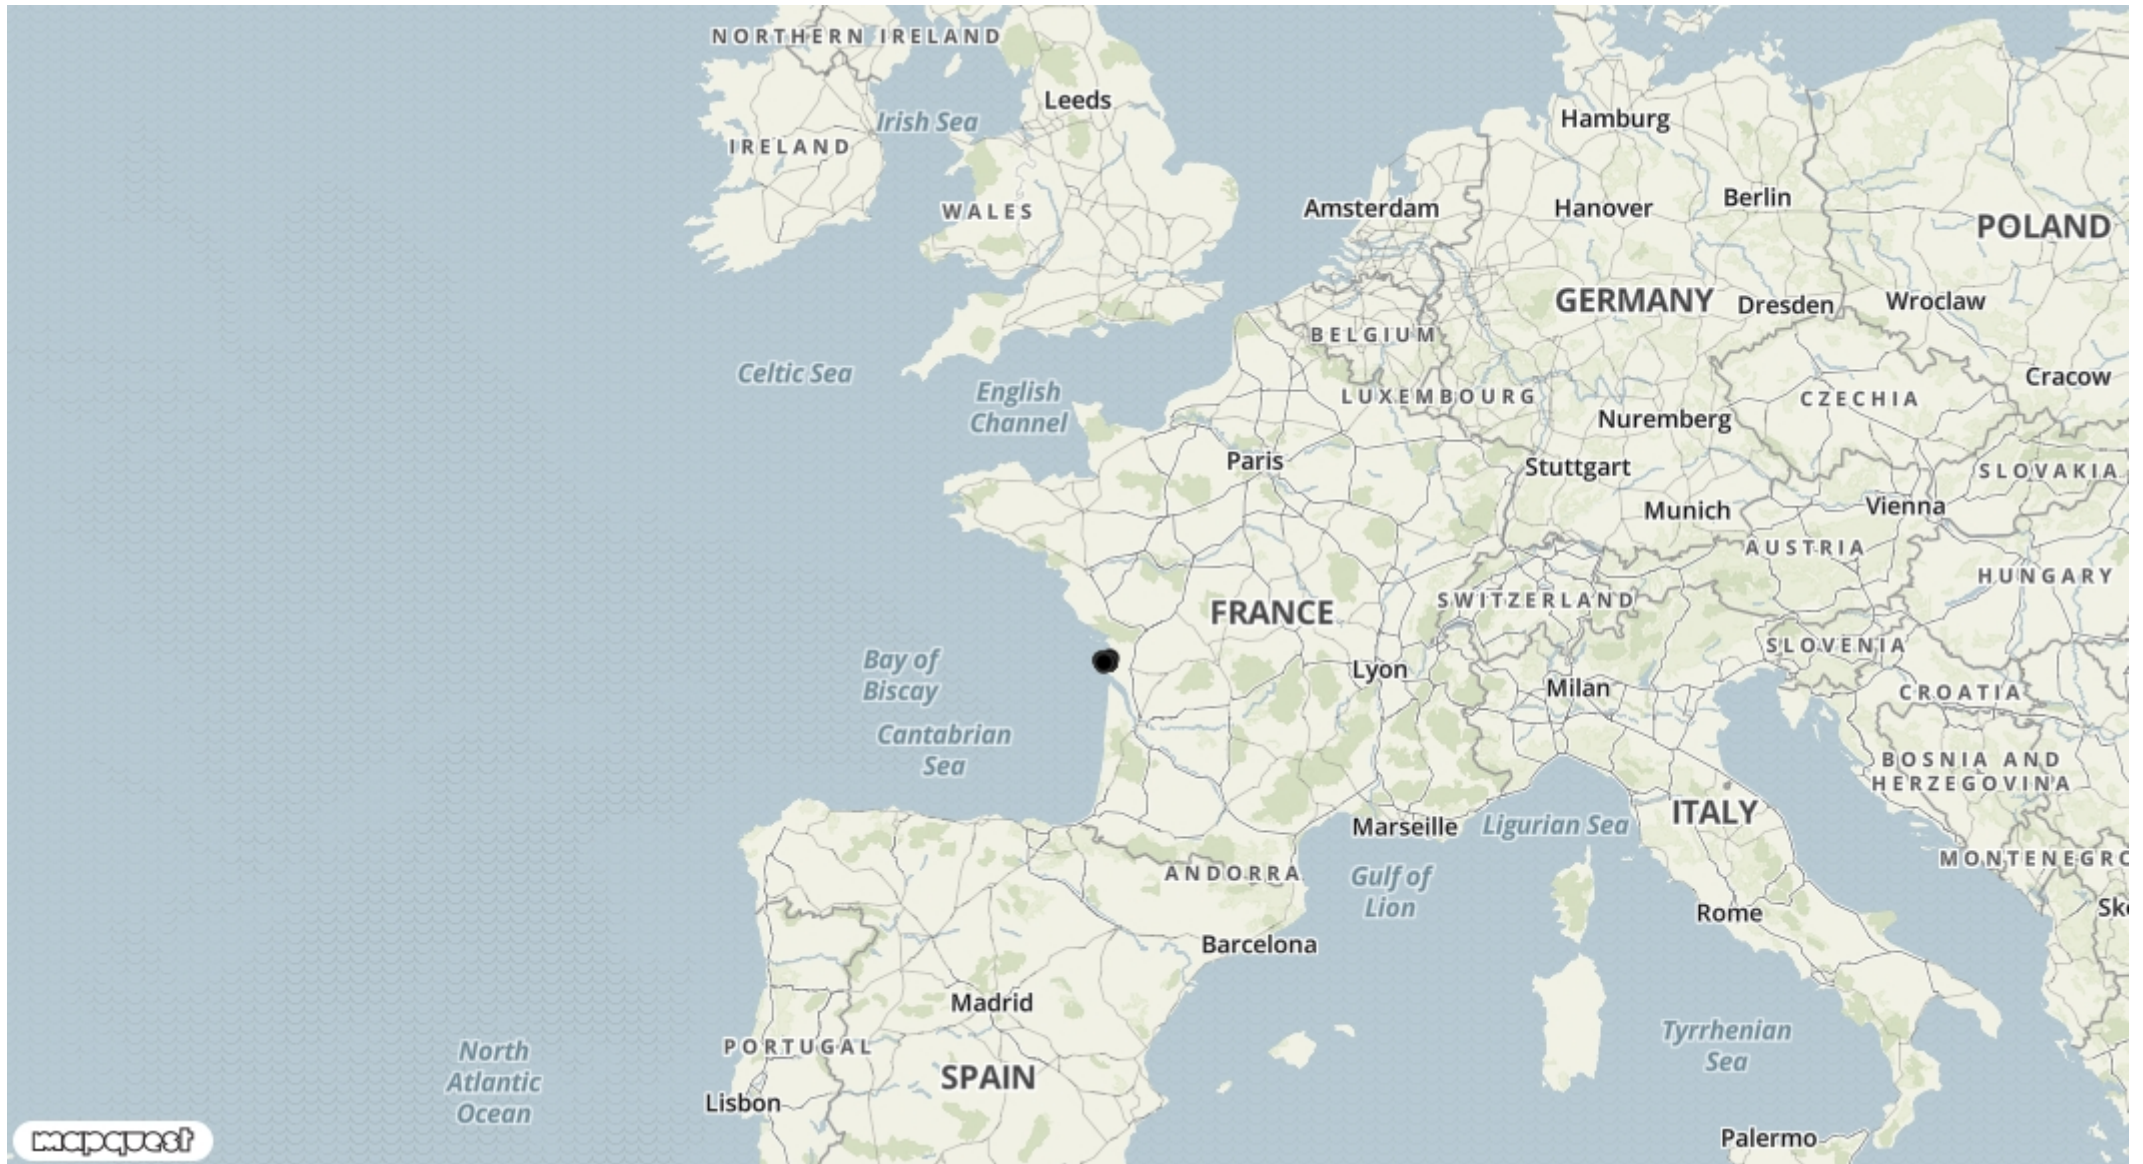 NORTHERN IRELAND
Leeds
Irish Sea
IRELAND
Hamburg
WALES
Amsterdam
Hanover
Berlin
POLAND
GERMANY
Dresden
Wroclaw
BELGIUM
Celtic Sea
English
Channel
LUXEMBOURG
Cracow
CZECHIA
Nuremberg
Paris
Stuttgart
SLOVAKIA
Munich
Vienna
AUSTRIA
HUNGARY
SWITZERLAND
FRANCE
SLOVENIA
Bay of
Biscay
Lyon
Milan
CROATIA
Cantabrian
Sea
BOSNIA AND
HERZEGOVINA
ITALY
Marseille
Ligurian Sea
MONTENEGRO
ANDORRA
Gulf of
Lion
Rome
Sk
Barcelona
Madrid
PORTUGAL
North
Atlantic
Ocean
Tyrrhenian
Sea
SPAIN
Lisbon
Palermo
mapquest